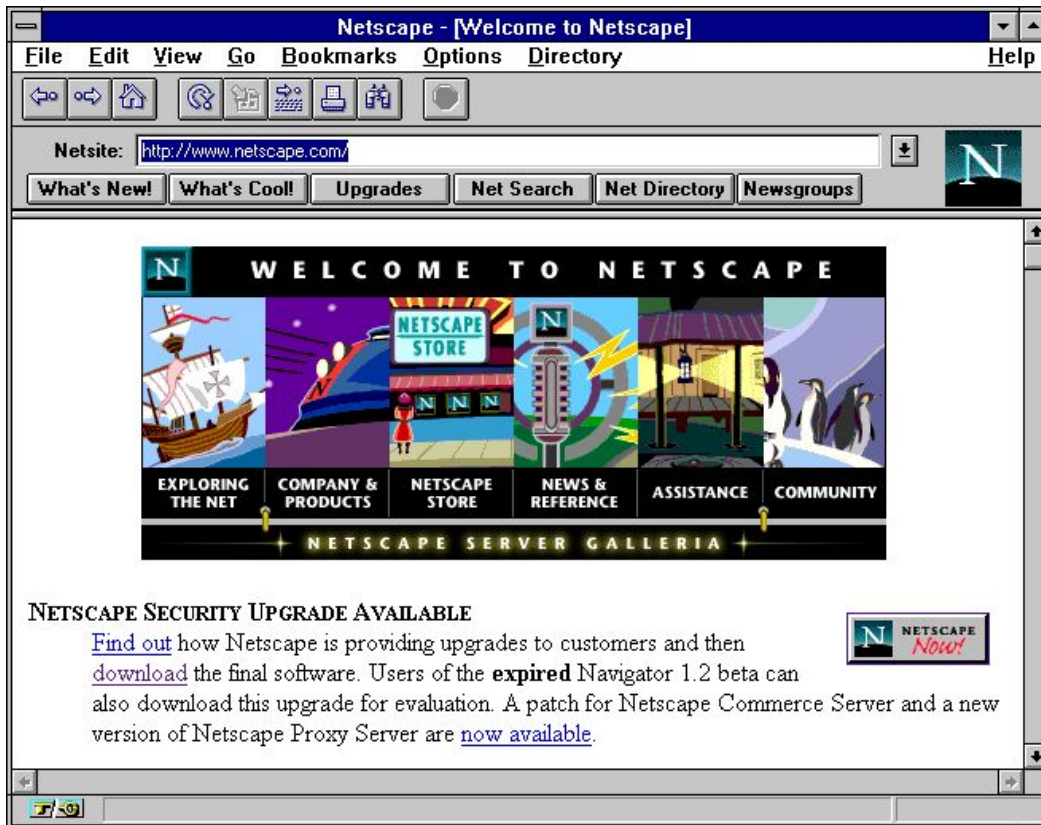 Netscape - [Welcome to Netscape]
File Edit View Go Bookmarks Options Directory Help
Netsite: http://www.netscape.com/
N
What's New! What's Cool! Upgrades Net Search Net Directory Newsgroups
N WELCOME TO NETSCAPE
NETSCAPE
STORE
N
N N N
EXPLORING THE NET
COMPANY & PRODUCTS
NETSCAPE STORE
NEWS & REFERENCE
ASSISTANCE
COMMUNITY
NETSCAPE SERVER GALLERIA
NETSCAPE SECURITY UPGRADE AVAILABLE
N NETSCAPE
Now!
Find out how Netscape is providing upgrades to customers and then
download the final software. Users of the expired Navigator 1.2 beta can
also download this upgrade for evaluation. A patch for Netscape Commerce Server and a new
version of Netscape Proxy Server are now available.